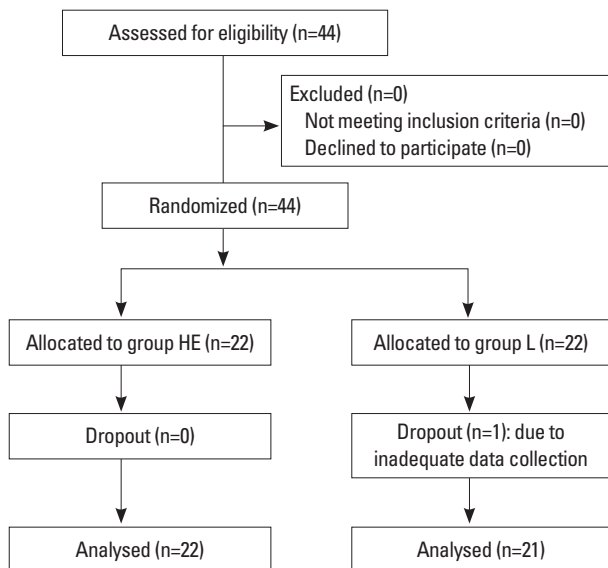 Assessed for eligibility (n=44)
Excluded (n=0)
Not meeting inclusion criteria (n=0)
Declined to participate (n=0)
Randomized (n=44)
Allocated to group HE (n=22)
Allocated to group L (n=22)
Dropout (n=0)
Dropout (n=1): due to
inadequate data collection
Analysed (n=22)
Analysed (n=21)